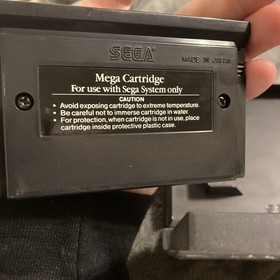 SEGA
MADE IN JAPAN
Mega Cartridge
For use with Sega System only
CAUTION
• Avoid exposing cartridge to extreme temperature.
• Be careful not to immerse cartridge in water.
• For protection, when cartridge is not in use, place
cartridge inside protective plastic case.